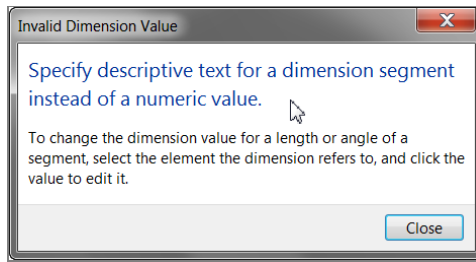 Invalid Dimension Value
Specify descriptive text for a dimension segment
instead of a numeric value.
To change the dimension value for a length or angle of a
segment, select the element the dimension refers to, and click the
value to edit it.
Close